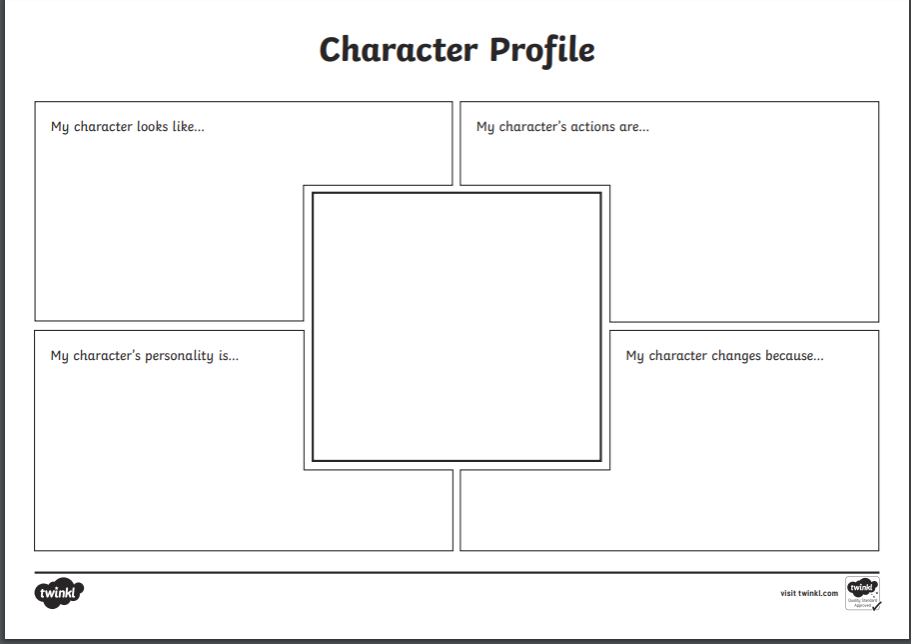 Character Profile
My character looks like...
My character's actions are...
My character's personality is...
My character changes because...
twinkl
visit twinkl.com
twinkl
Quality Standard
Approved